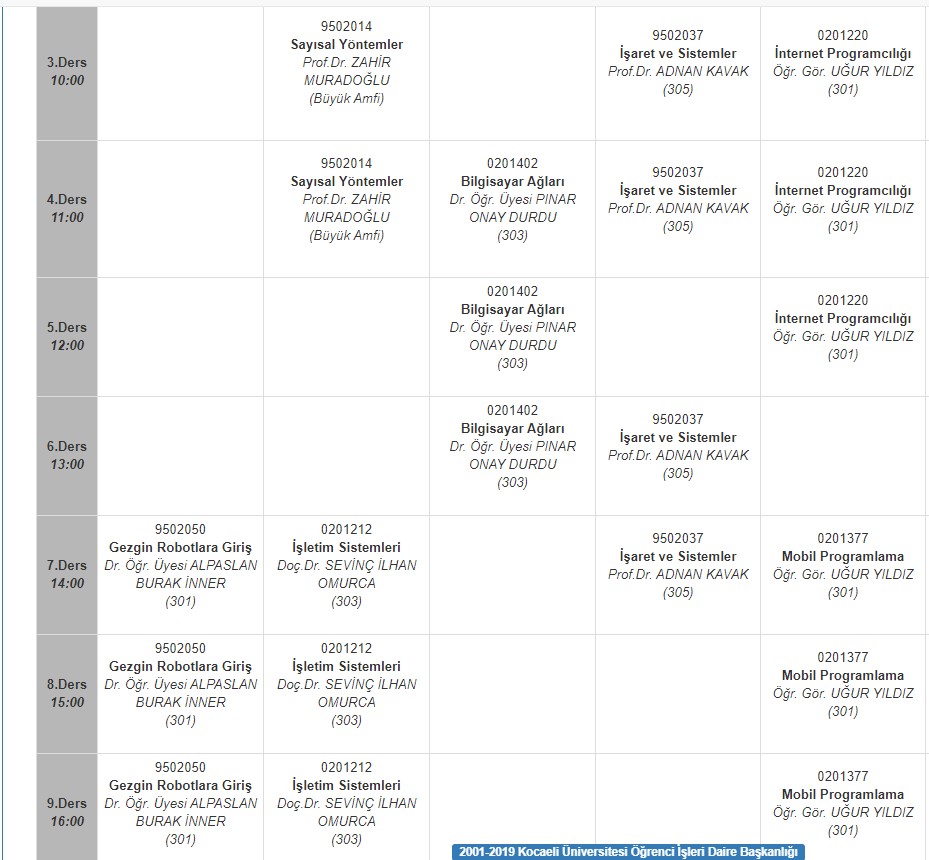 3.Ders
10:00
9502014
Sayısal Yöntemler
Prof.Dr. ZAHİR
MURADOĞLU
(Büyük Amfi)
9502037
İşaret ve Sistemler
Prof.Dr. ADNAN KAVAK
(305)
0201220
İnternet Programcılığı
Öğr. Gör. UĞUR YILDIZ
(301)
4.Ders
11:00
9502014
Sayısal Yöntemler
Prof.Dr. ZAHİR
MURADOĞLU
(Büyük Amfi)
0201402
Bilgisayar Ağları
Dr. Öğr. Üyesi PINAR
ONAY DURDU
(303)
9502037
İşaret ve Sistemler
Prof.Dr. ADNAN KAVAK
(305)
0201220
İnternet Programcılığı
Öğr. Gör. UĞUR YILDIZ
(301)
5.Ders
12:00
0201402
Bilgisayar Ağları
Dr. Öğr. Üyesi PINAR
ONAY DURDU
(303)
0201220
İnternet Programcılığı
Öğr. Gör. UĞUR YILDIZ
(301)
6.Ders
13:00
0201402
Bilgisayar Ağları
Dr. Öğr. Üyesi PINAR
ONAY DURDU
(303)
9502037
İşaret ve Sistemler
Prof.Dr. ADNAN KAVAK
(305)
7.Ders
14:00
9502050
Gezgin Robotlara Giriş
Dr. Öğr. Üyesi ALPASLAN
BURAK İNNER
(301)
0201212
İşletim Sistemleri
Doç.Dr. SEVİNÇ İLHAN
OMURCA
(303)
9502037
İşaret ve Sistemler
Prof.Dr. ADNAN KAVAK
(305)
0201377
Mobil Programlama
Öğr. Gör. UĞUR YILDIZ
(301)
8.Ders
15:00
9502050
Gezgin Robotlara Giriş
Dr. Öğr. Üyesi ALPASLAN
BURAK İNNER
(301)
0201212
İşletim Sistemleri
Doç.Dr. SEVİNÇ İLHAN
OMURCA
(303)
0201377
Mobil Programlama
Öğr. Gör. UĞUR YILDIZ
(301)
9.Ders
16:00
9502050
Gezgin Robotlara Giriş
Dr. Öğr. Üyesi ALPASLAN
BURAK İNNER
(301)
0201212
İşletim Sistemleri
Doç.Dr. SEVİNÇ İLHAN
OMURCA
(303)
0201377
Mobil Programlama
Öğr. Gör. UĞUR YILDIZ
(301)
2001-2019 Kocaeli Üniversitesi Öğrenci İşleri Daire Başkanlığı